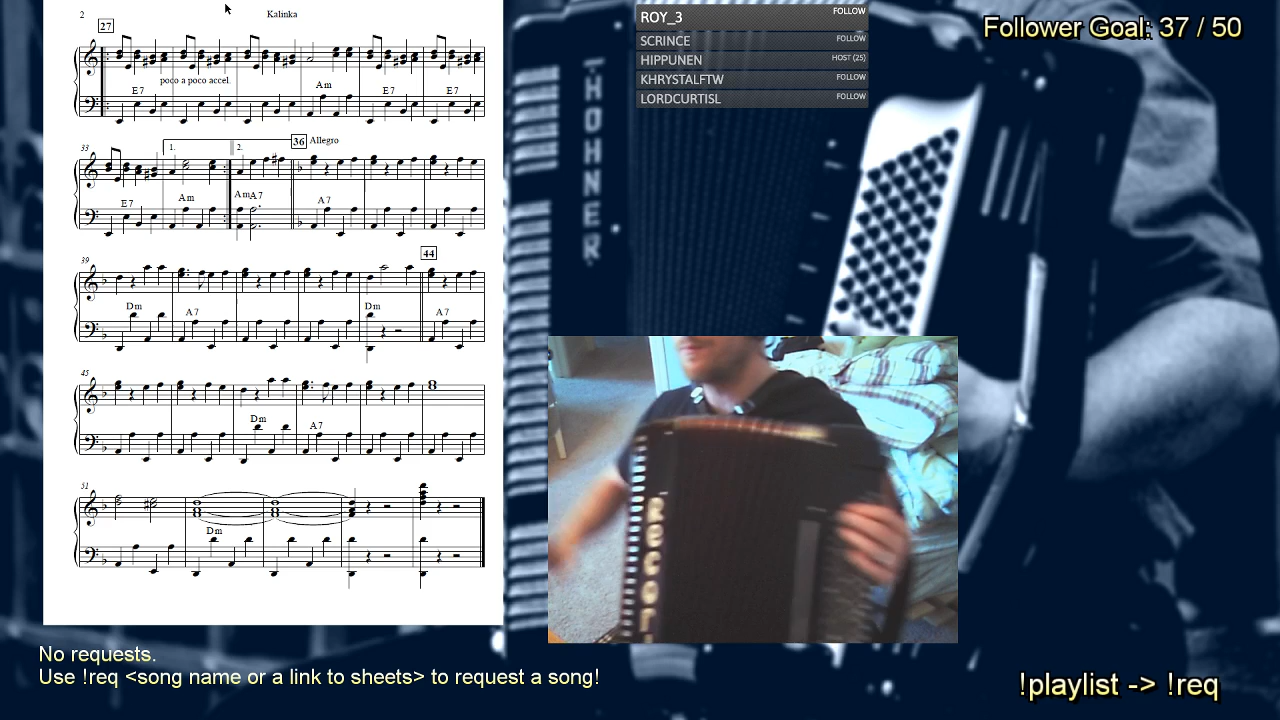 2
Kalinka
27
poco a poco accel.
E7
Am
E7
E7
33
1.
2.
36
Allegro
E7
Am
Am A7
A7
39
44
Dm
A7
Dm
A7
45
Dm
A7
51
Dm
HOHNER
ROY_3
FOLLOW
SCRINCE
FOLLOW
HIPPUNEN
HOST (25)
KHRYSTALFTW
FOLLOW
LORDCURTISL
FOLLOW
Follower Goal: 37 / 50
Recor
No requests.
Use !req <song name or a link to sheets> to request a song!
!playlist -> !req